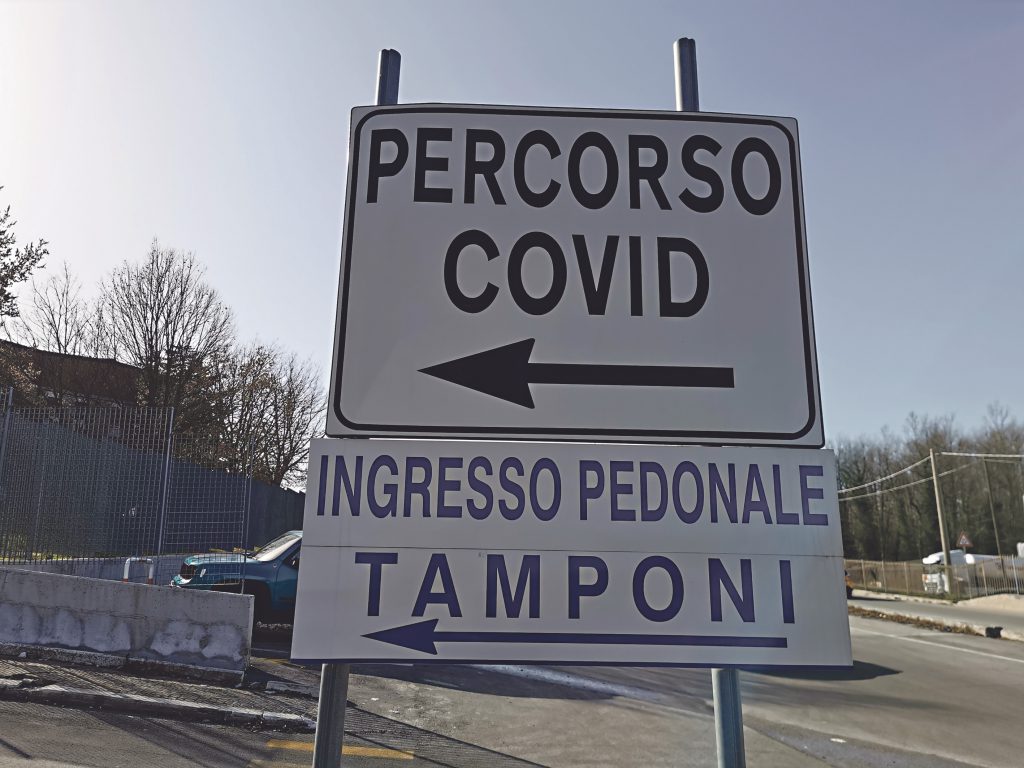 PERCORSO
COVID
INGRESSO PEDONALE
TAMPONI